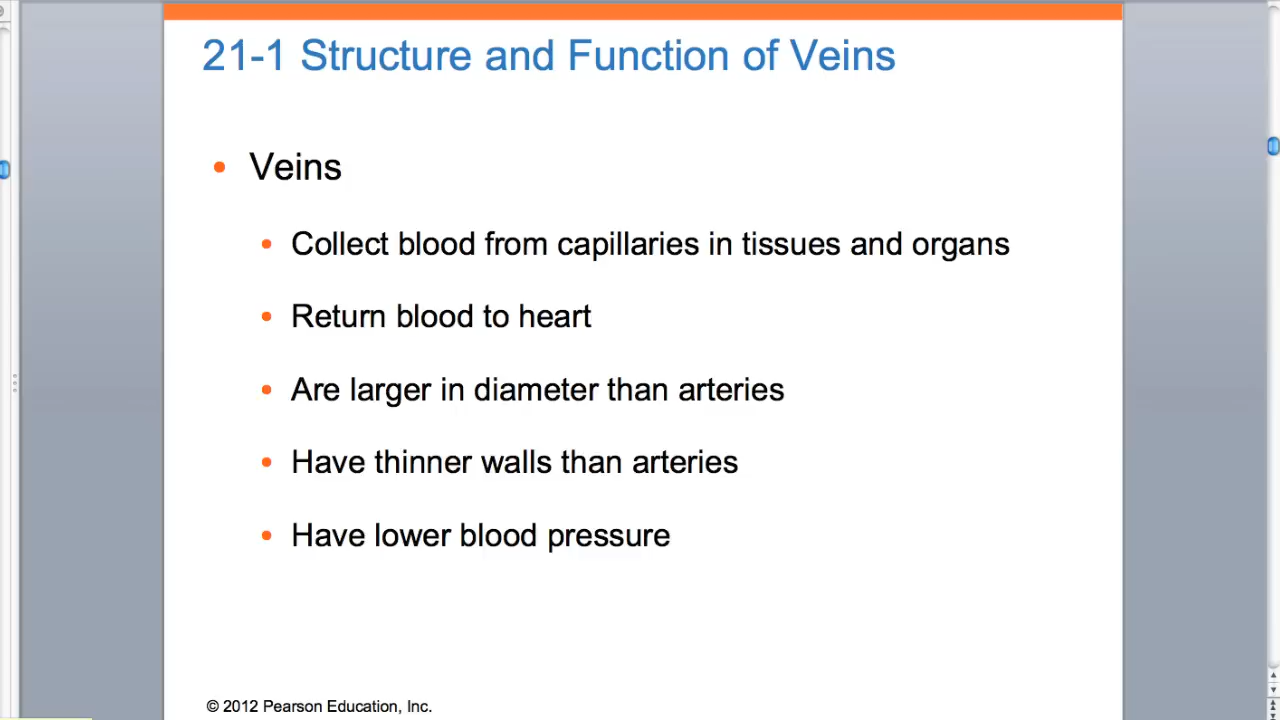 21-1 Structure and Function of Veins
• Veins
• Collect blood from capillaries in tissues and organs
• Return blood to heart
• Are larger in diameter than arteries
• Have thinner walls than arteries
• Have lower blood pressure
© 2012 Pearson Education, Inc.